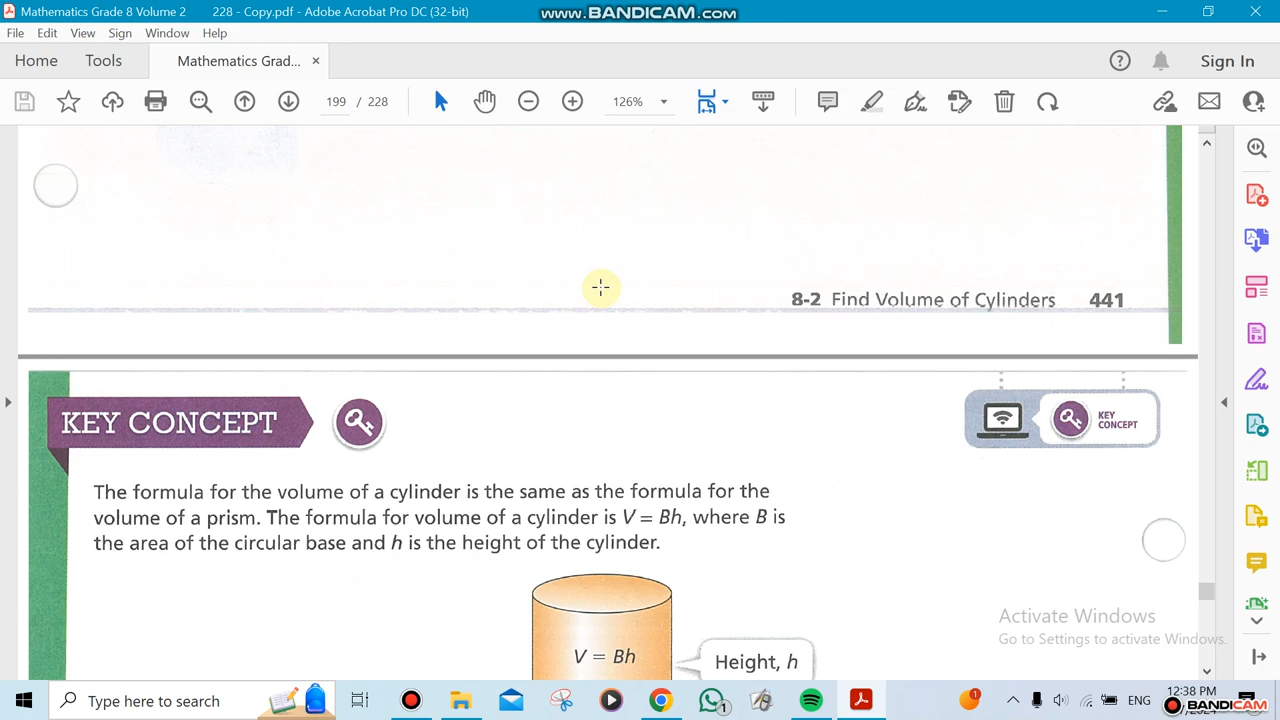 Mathematics Grade 8 Volume 2 228 - Copy.pdf - Adobe Acrobat Pro DC (32-bit)
www.BANDICAM.com
File Edit View Sign Window Help
Home Tools Mathematics Grad... ×
Sign In
199 / 228
126%
8-2 Find Volume of Cylinders 441
KEY CONCEPT
KEY
CONCEPT
The formula for the volume of a cylinder is the same as the formula for the
volume of a prism. The formula for volume of a cylinder is V = Bh, where B is
the area of the circular base and h is the height of the cylinder.
V = Bh
Height, h
Activate Windows
Go to Settings to activate Windows.
Type here to search
1
1
ENG
12:38 PM
BANDICAM